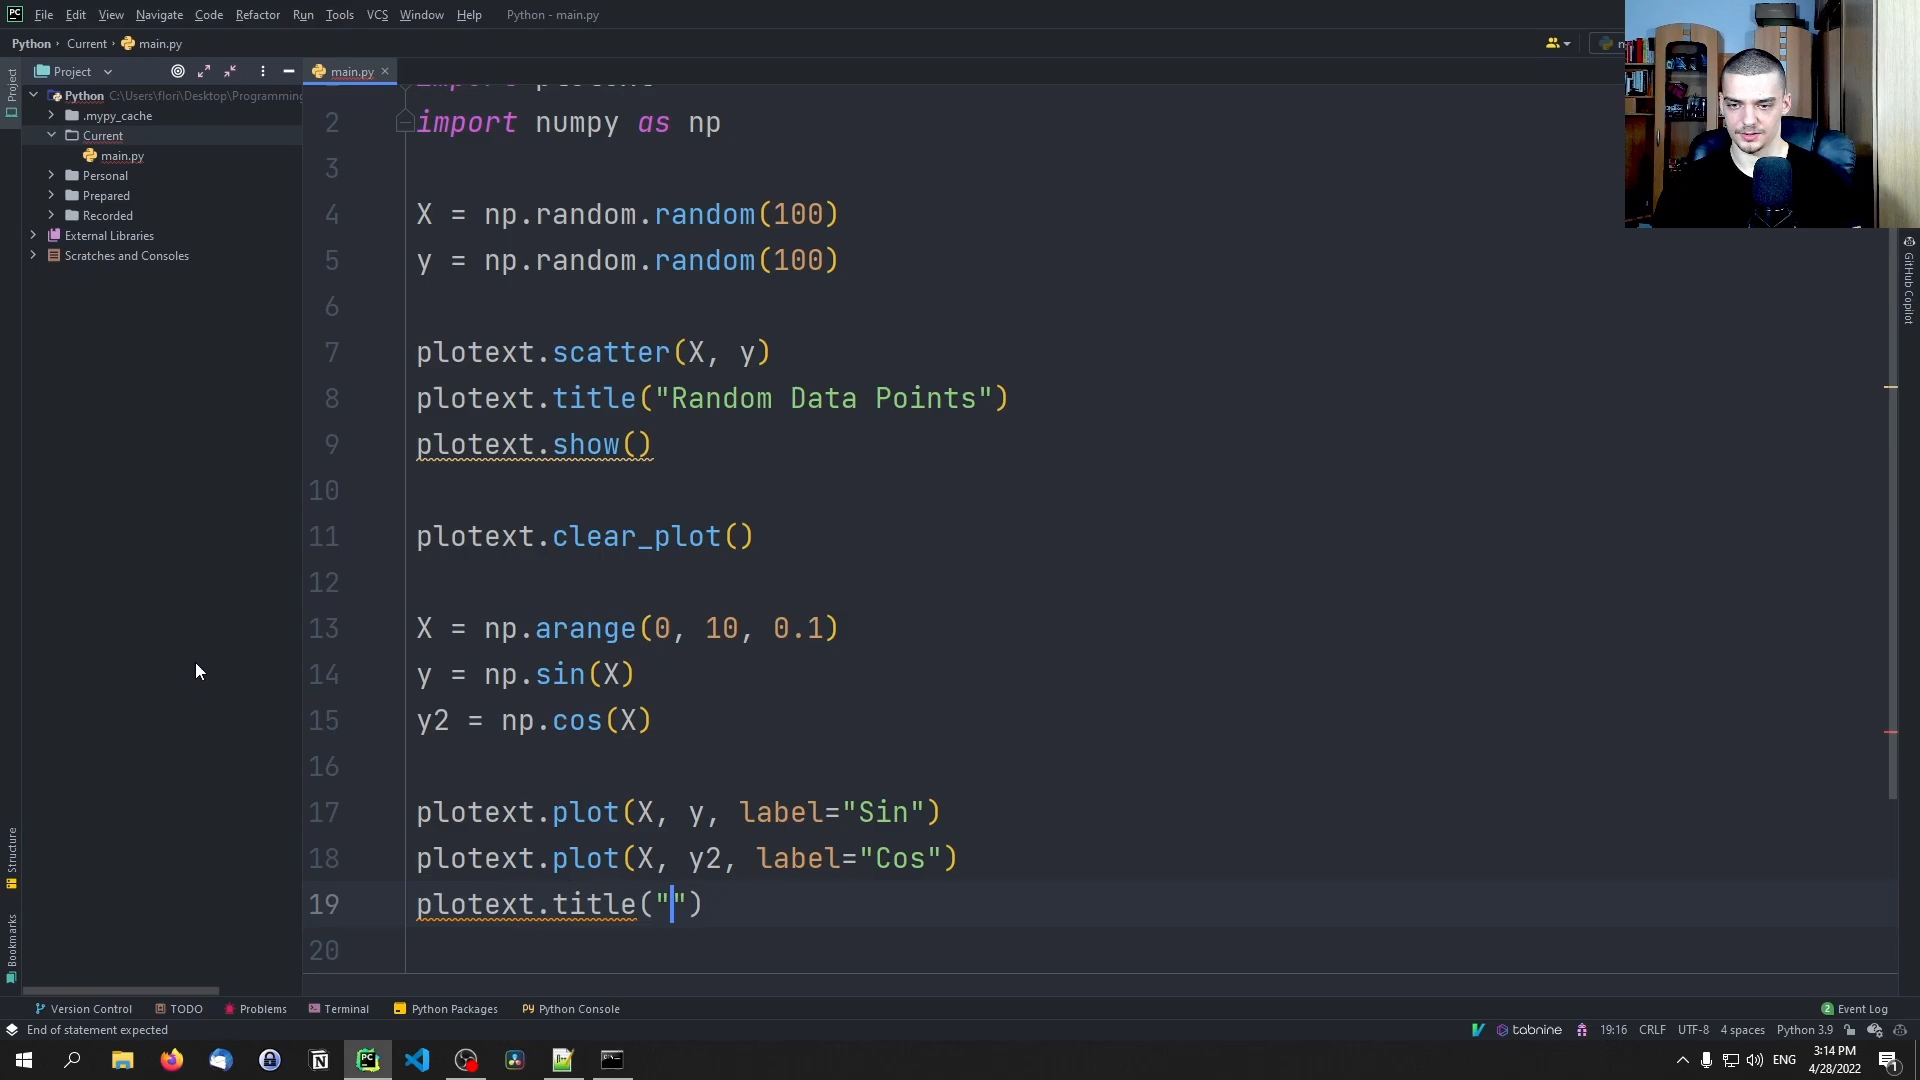 PC File Edit View Navigate Code Refactor Run Tools VCS Window Help Python - main.py
Python › Current › main.py
Project main.py
Python C:\Users\flori\Desktop\Programming
.mypy_cache
Current
main.py
Personal
Prepared
Recorded
External Libraries
Scratches and Consoles
Project
Structure
Bookmarks
GitHub Copilot
2 import numpy as np
3
4 X = np.random.random(100)
5 y = np.random.random(100)
6
7 plotext.scatter(X, y)
8 plotext.title("Random Data Points")
9 plotext.show()
10
11 plotext.clear_plot()
12
13 X = np.arange(0, 10, 0.1)
14 y = np.sin(X)
15 y2 = np.cos(X)
16
17 plotext.plot(X, y, label="Sin")
18 plotext.plot(X, y2, label="Cos")
19 plotext.title("")
20
Version Control TODO Problems Terminal Python Packages Python Console 2 Event Log
End of statement expected tabnine 19:16 CRLF UTF-8 4 spaces Python 3.9
ENG 3:14 PM
4/28/2022 1